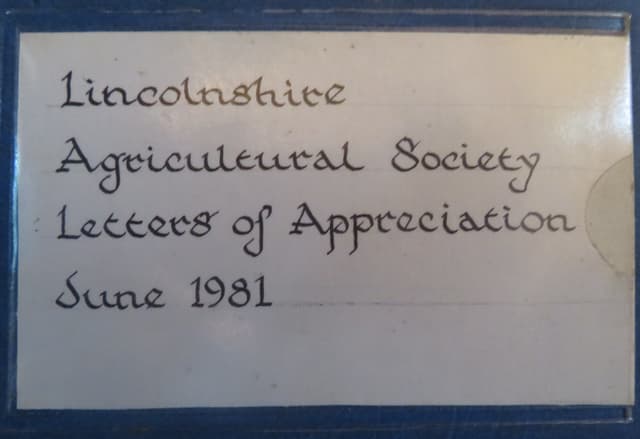 Lincolnshire
Agricultural Society
Letters of Appreciation
June 1981